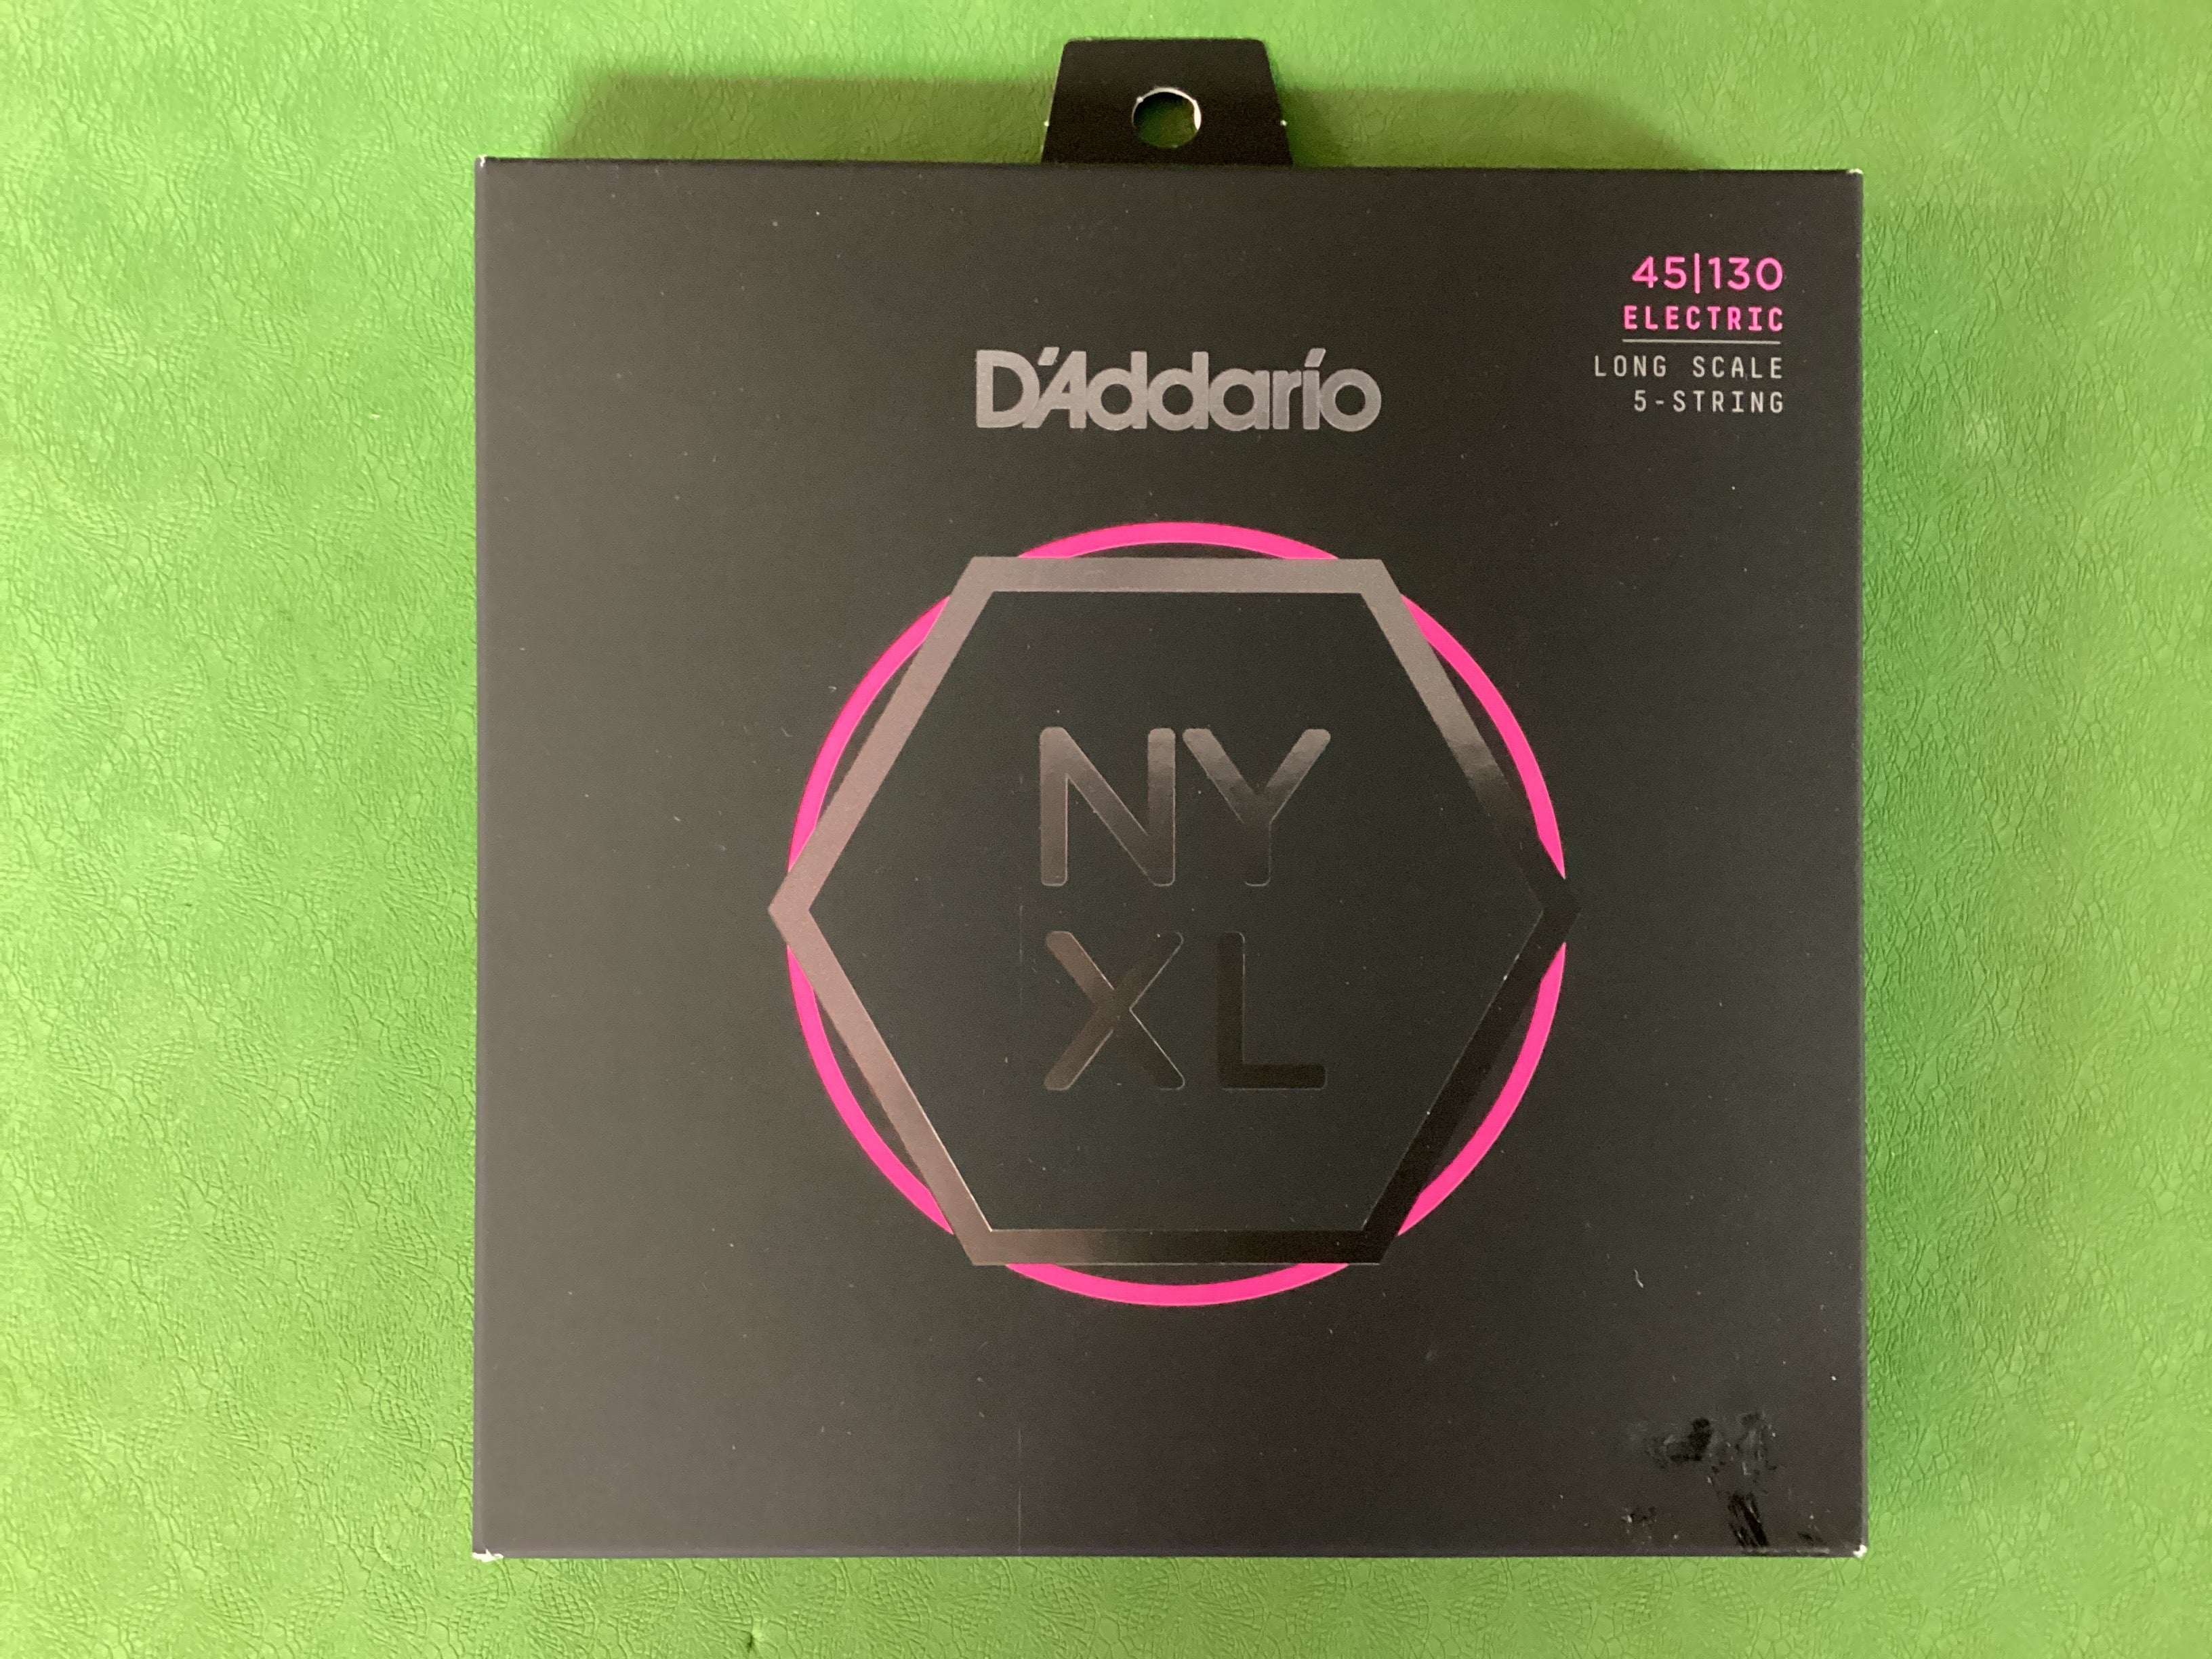 45|130
ELECTRIC
LONG SCALE
5-STRING
D'Addario
NY
XL